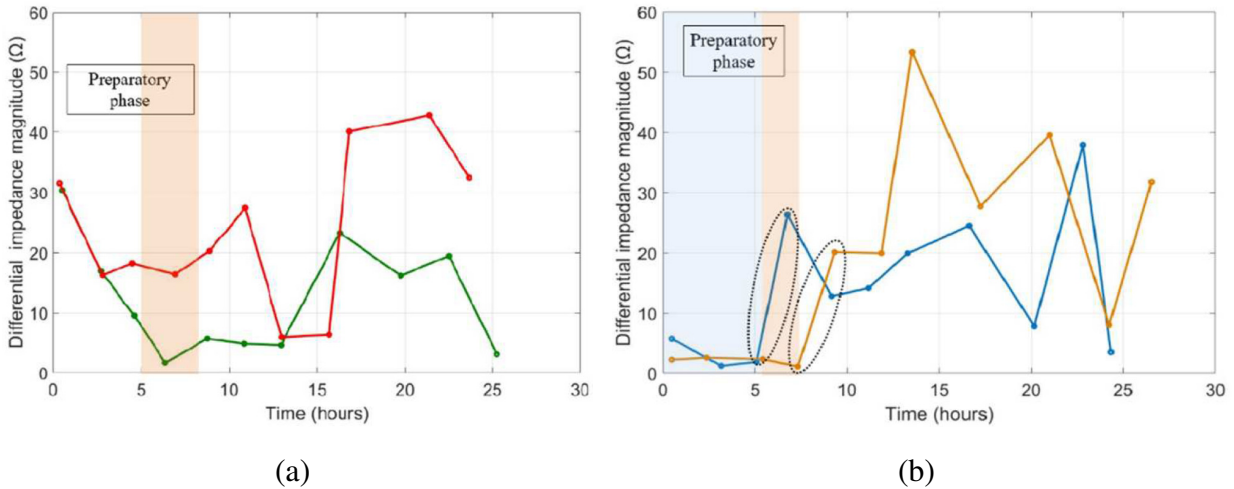 60
50
40
30
20
10
0
Differential impedance magnitude (Ω)
Preparatory
phase
0 5 10 15 20 25 30
Time (hours)
(a)
60
50
40
30
20
10
0
Differential impedance magnitude (Ω)
Preparatory
phase
0 5 10 15 20 25 30
Time (hours)
(b)